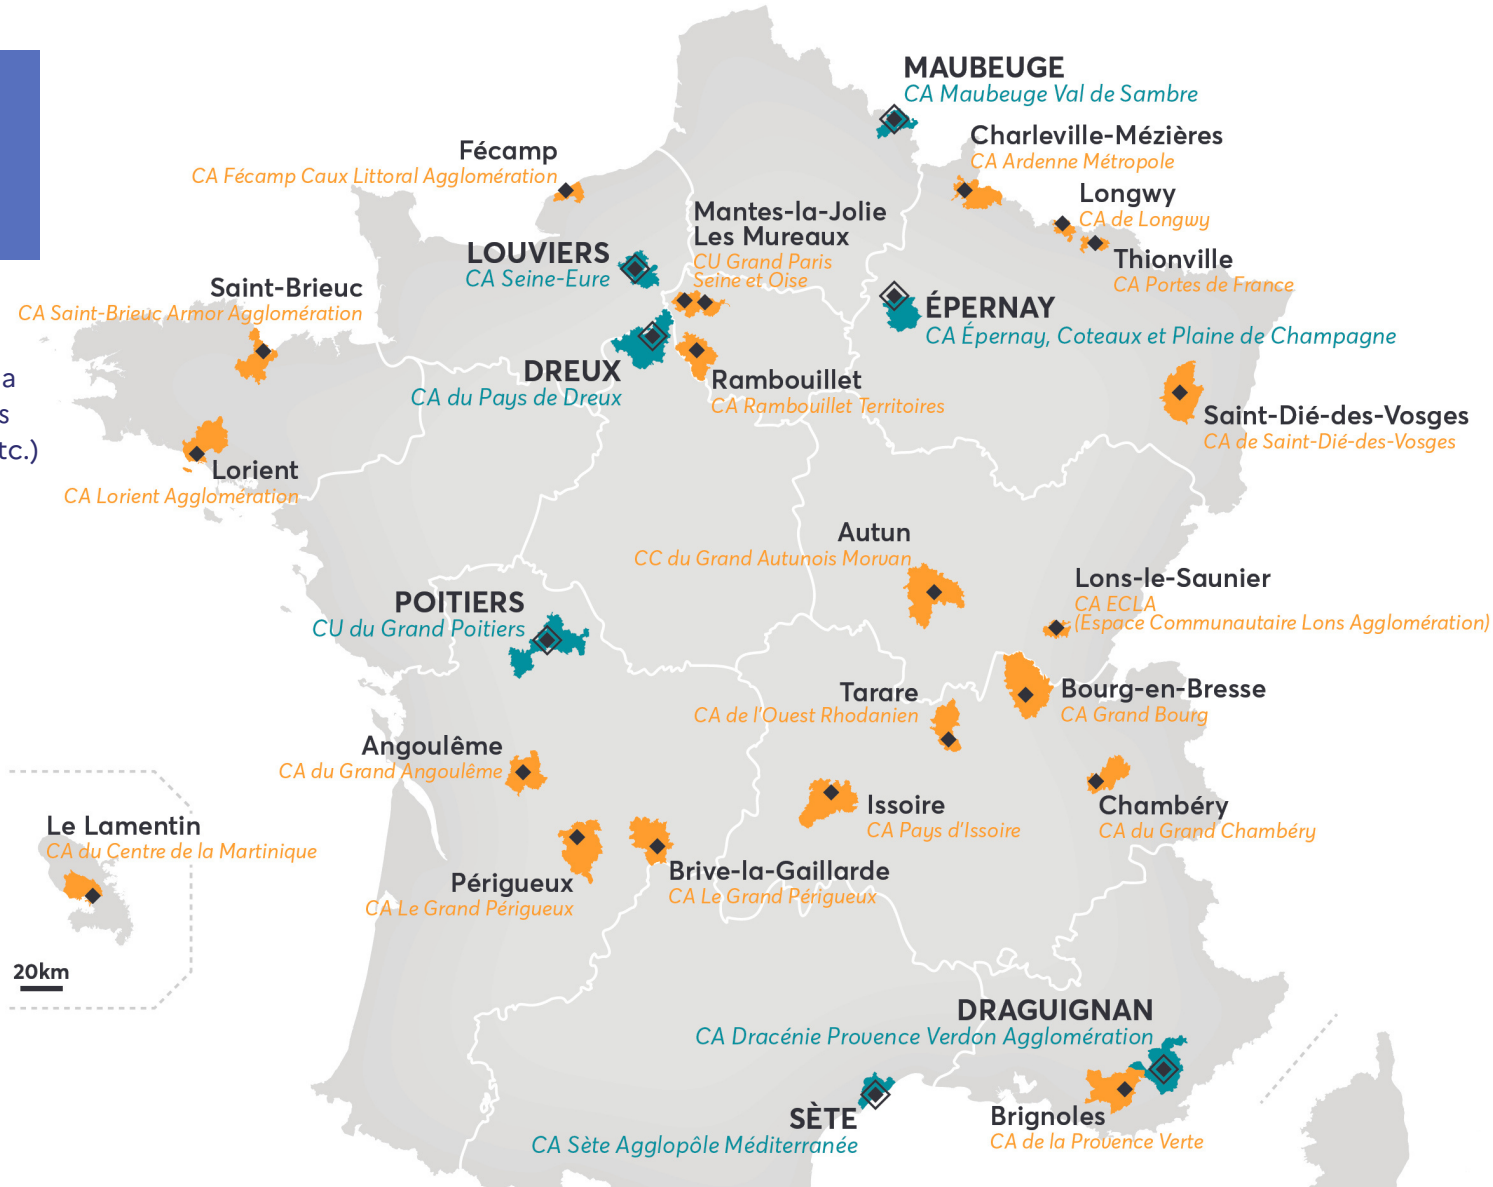 MAUBEUGE
CA Maubeuge Val de Sambre
Charleville-Mézières
CA Ardenne Métropole
Fécamp
CA Fécamp Caux Littoral Agglomération
Longwy
CA de Longwy
Mantes-la-Jolie
Les Mureaux
CU Grand Paris
Seine et Oise
LOUVIERS
CA Seine-Eure
Thionville
CA Portes de France
Saint-Brieuc
CA Saint-Brieuc Armor Agglomération
ÉPERNAY
CA Épernay, Coteaux et Plaine de Champagne
DREUX
CA du Pays de Dreux
Rambouillet
CA Rambouillet Territoires
a
s
tc.)
Saint-Dié-des-Vosges
CA de Saint-Dié-des-Vosges
Lorient
CA Lorient Agglomération
Autun
CC du Grand Autunois Morvan
Lons-le-Saunier
CA ECLA
(Espace Communautaire Lons Agglomération)
POITIERS
CU du Grand Poitiers
Tarare
CA de l'Ouest Rhodanien
Bourg-en-Bresse
CA Grand Bourg
Angoulême
CA du Grand Angoulême
Issoire
CA Pays d'Issoire
Chambéry
CA du Grand Chambéry
Le Lamentin
CA du Centre de la Martinique
Périgueux
CA Le Grand Périgueux
Brive-la-Gaillarde
CA Le Grand Périgueux
20km
DRAGUIGNAN
CA Dracénie Provence Verdon Agglomération
SÈTE
CA Sète Agglopôle Méditerranée
Brignoles
CA de la Provence Verte